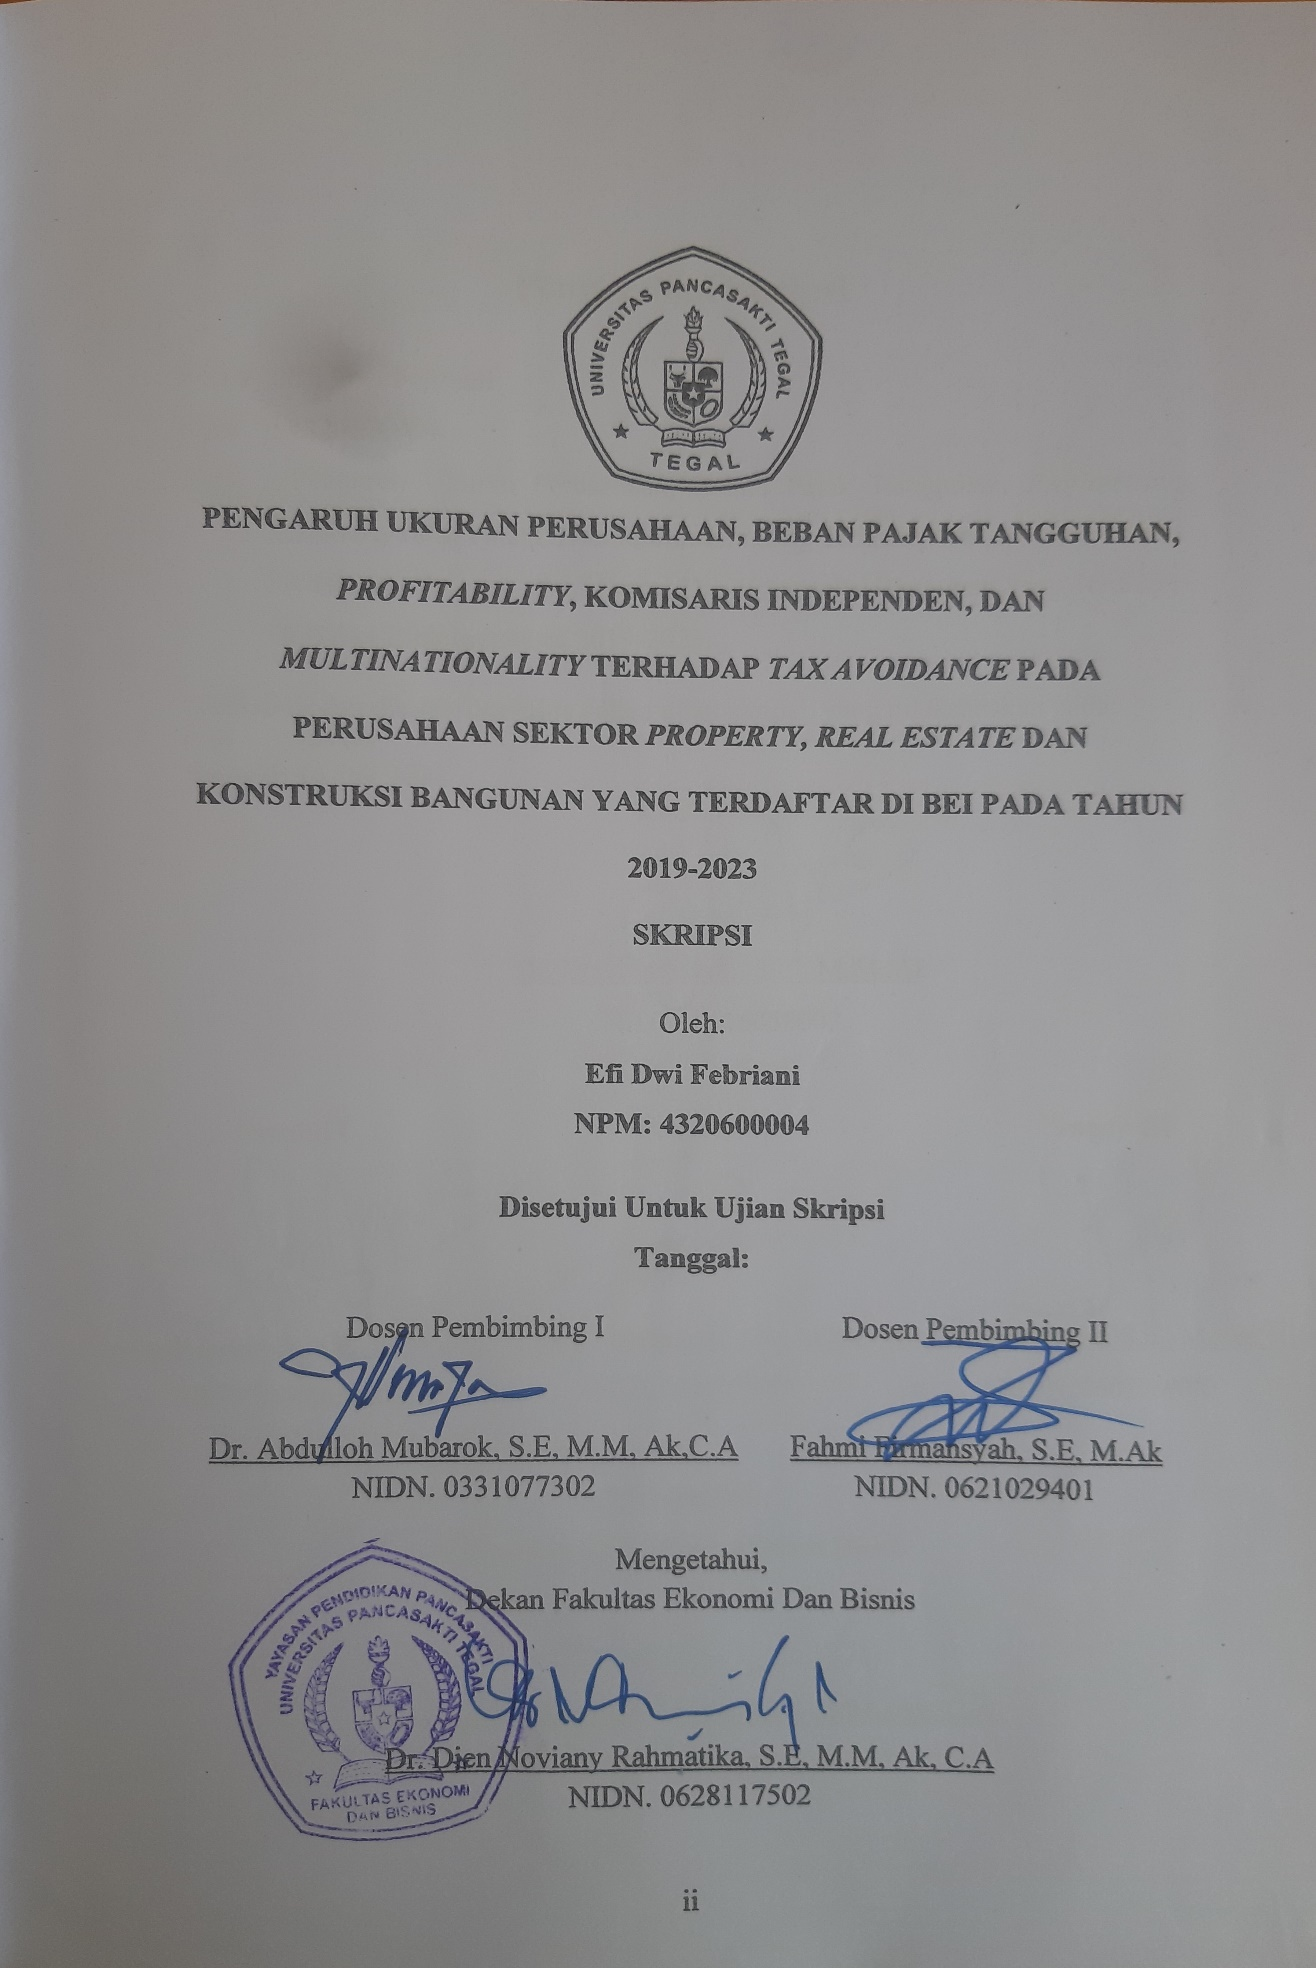 UNIVERSITAS PANCASAKTI TEGAL
TEGAL
PENGARUH UKURAN PERUSAHAAN, BEBAN PAJAK TANGGUHAN,
PROFITABILITY, KOMISARIS INDEPENDEN, DAN
MULTINATIONALITY TERHADAP TAX AVOIDANCE PADA
PERUSAHAAN SEKTOR PROPERTY, REAL ESTATE DAN
KONSTRUKSI BANGUNAN YANG TERDAFTAR DI BEI PADA TAHUN
2019-2023
SKRIPSI
Oleh:
Efi Dwi Febriani
NPM: 4320600004
Disetujui Untuk Ujian Skripsi
Tanggal:
Dosen Pembimbing I
Dosen Pembimbing II
Dr. Abdulloh Mubarok, S.E, M.M, Ak,C.A
Fahmi Firmansyah, S.E, M.Ak
NIDN. 0331077302
NIDN. 0621029401
Mengetahui,
Dekan Fakultas Ekonomi Dan Bisnis
YAYASAN PENDIDIKAN PANCASAKTI
UNIVERSITAS PANCASAKTI TEGAL
FAKULTAS EKONOMI
DAN BISNIS
Dr. Dien Noviany Rahmatika, S.E, M.M, Ak, C.A
NIDN. 0628117502
ii